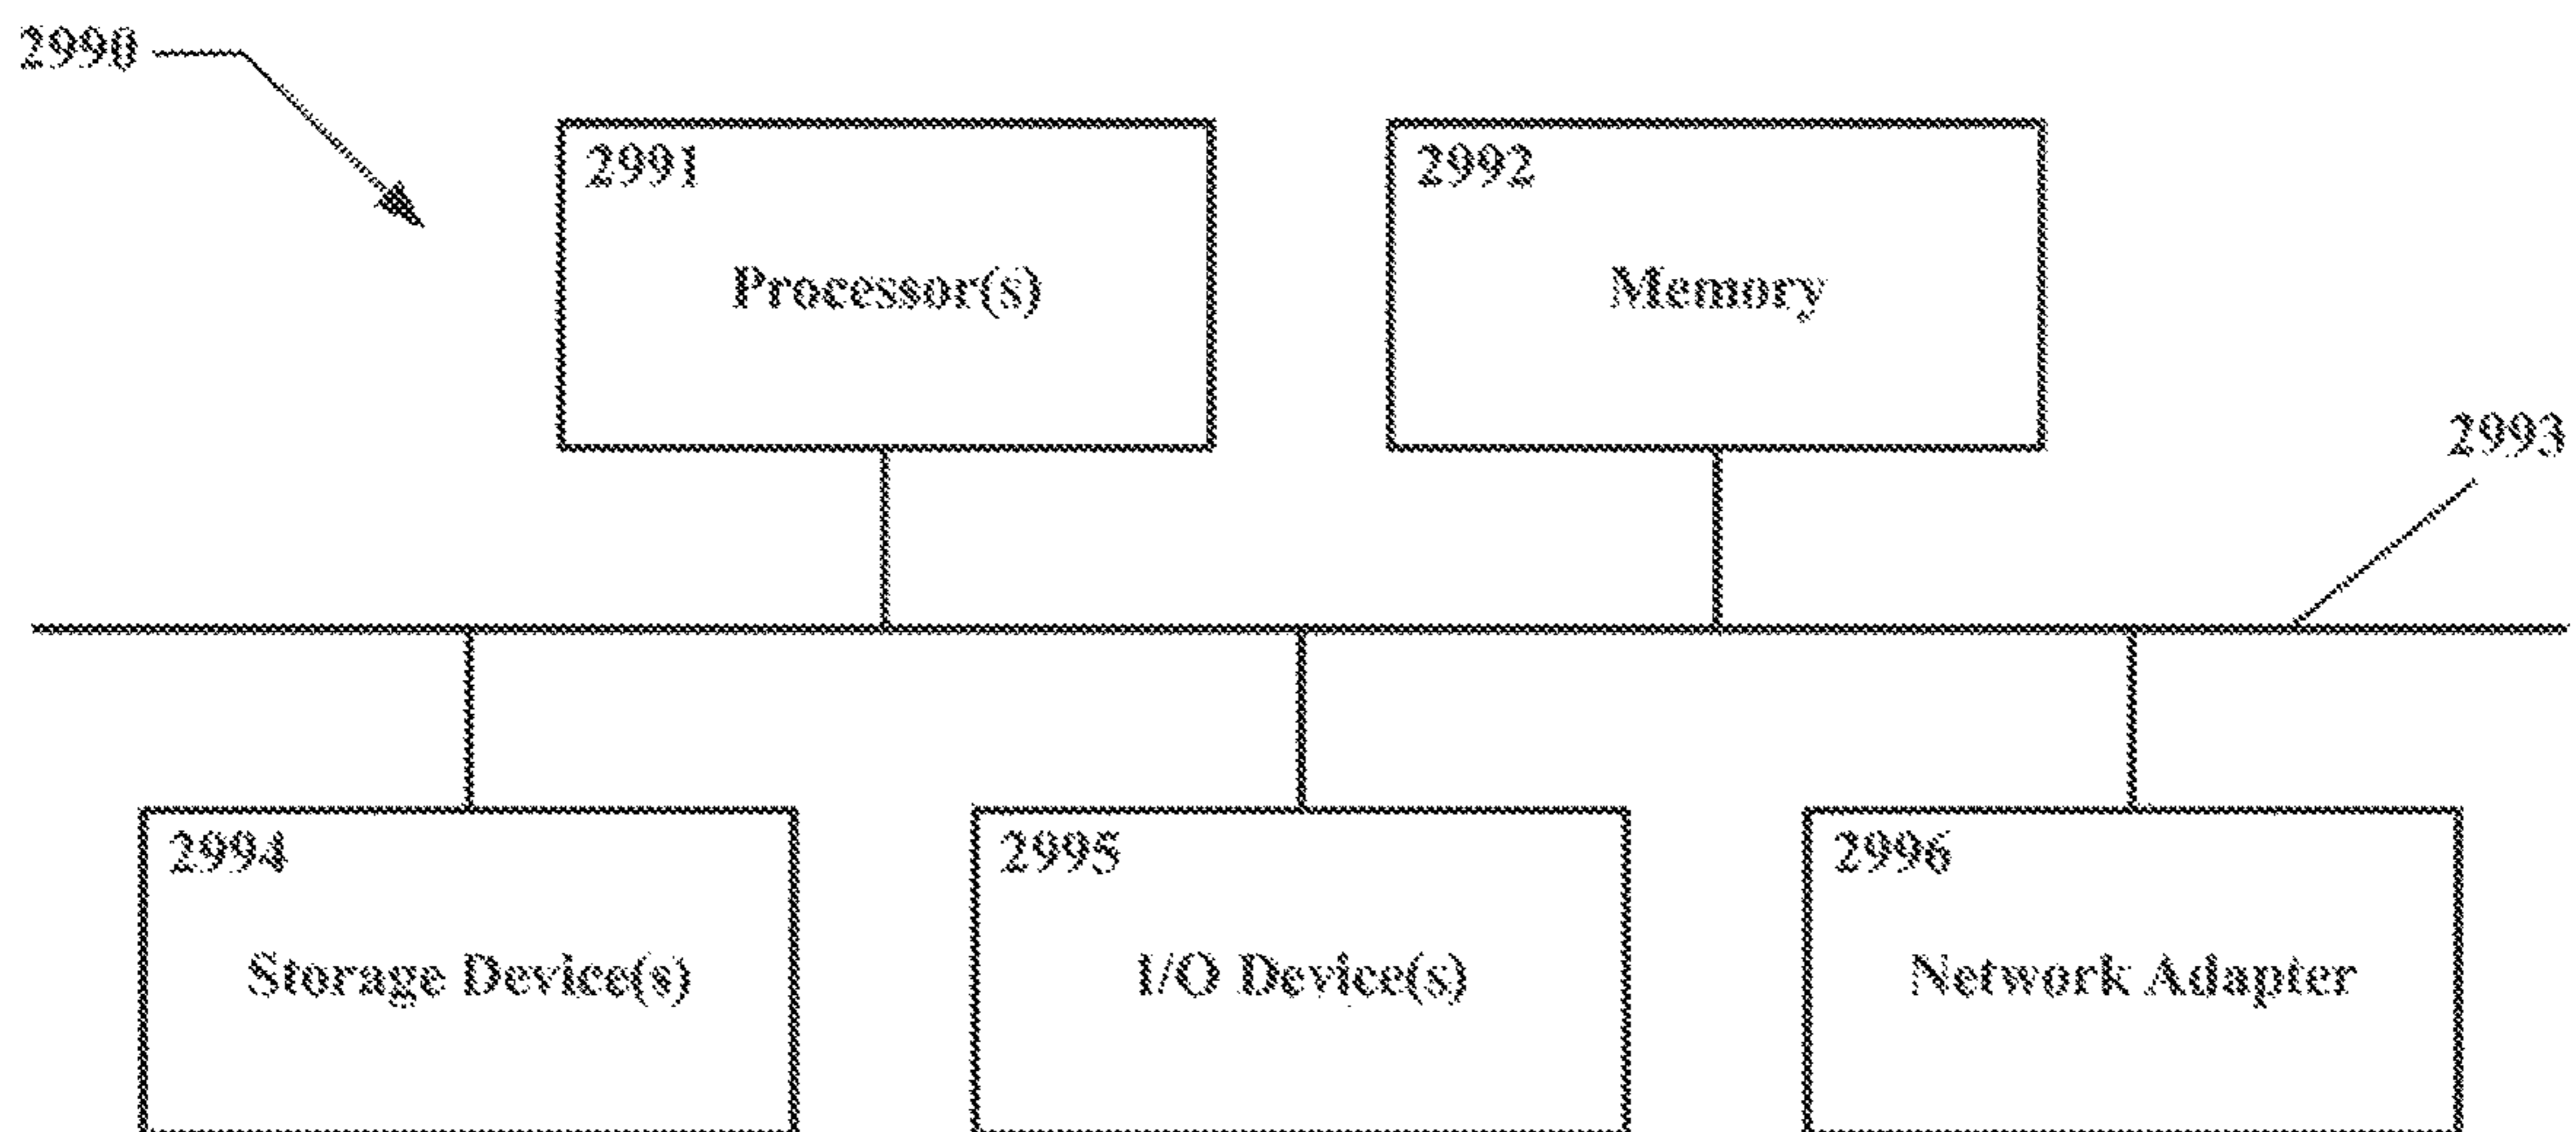 2990
2991
Processor(s)
2992
Memory
2993
2994
Storage Device(s)
2995
I/O Device(s)
2996
Network Adapter